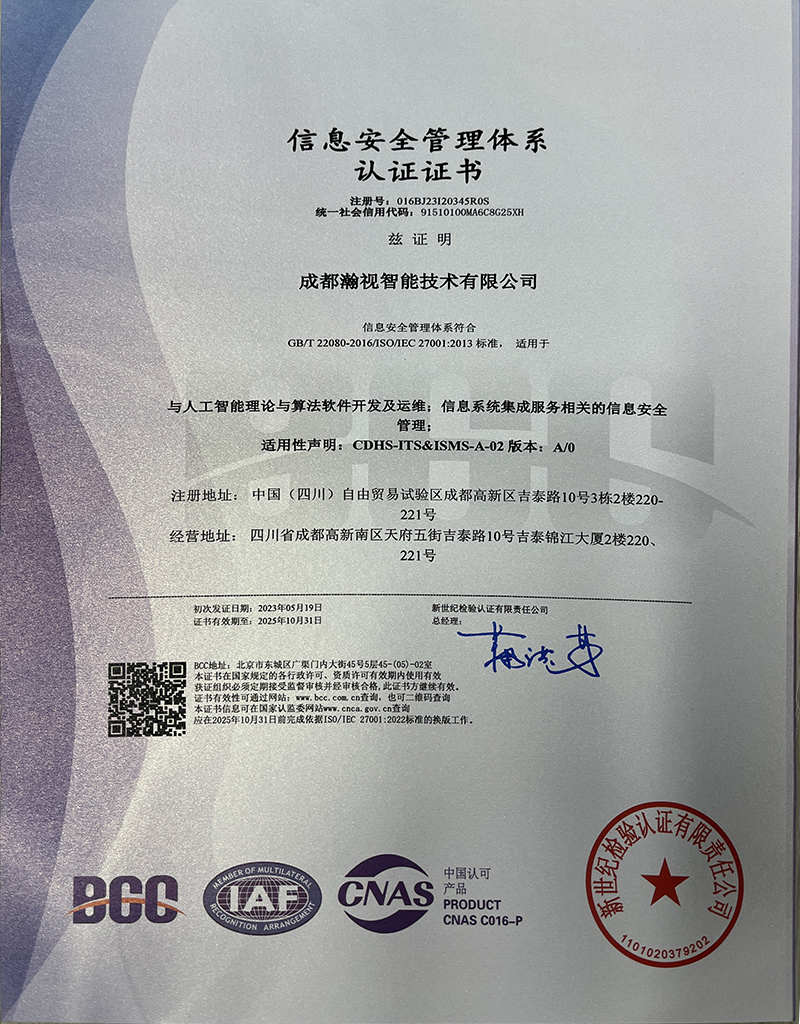 信息安全管理体系
认证证书
注册号：016BJ23I20345R0S
统一社会信用代码：91510100MA6C8G25XH
兹证明
成都瀚视智能技术有限公司
信息安全管理体系符合
GB/T 22080-2016/ISO/IEC 27001:2013 标准， 适用于
与人工智能理论与算法软件开发及运维；信息系统集成服务相关的信息安全
管理；
适用性声明：CDHS-ITS&ISMS-A-02 版本：A/0
注册地址： 中国（四川）自由贸易试验区成都高新区吉泰路10号3栋2楼220-
221号
经营地址： 四川省成都高新南区天府五街吉泰路10号吉泰锦江大厦2楼220、
221号
初次发证日期：2023年05月19日
证书有效期至：2025年10月31日
新世纪检验认证有限责任公司
总经理：
BCC地址：北京市东城区广渠门内大街45号5层45-(05)-02室
本证书在国家规定的各行政许可、资质许可有效期内使用有效
获证组织必须定期接受监督审核并经审核合格,此证书方继续有效。
证书有效性可通过网站：www.bcc.com.cn查询，也可二维码查询
本证书信息可在国家认监委网站www.cnca.gov.cn查询
应在2025年10月31日前完成依据ISO/IEC 27001:2022标准的换版工作。
BCC
MEMBER OF MULTILATERAL
IAF
RECOGNITION ARRANGEMENT
CNAS
中国认可
产品
PRODUCT
CNAS C016-P
新世纪检验认证有限责任公司
1101020379202